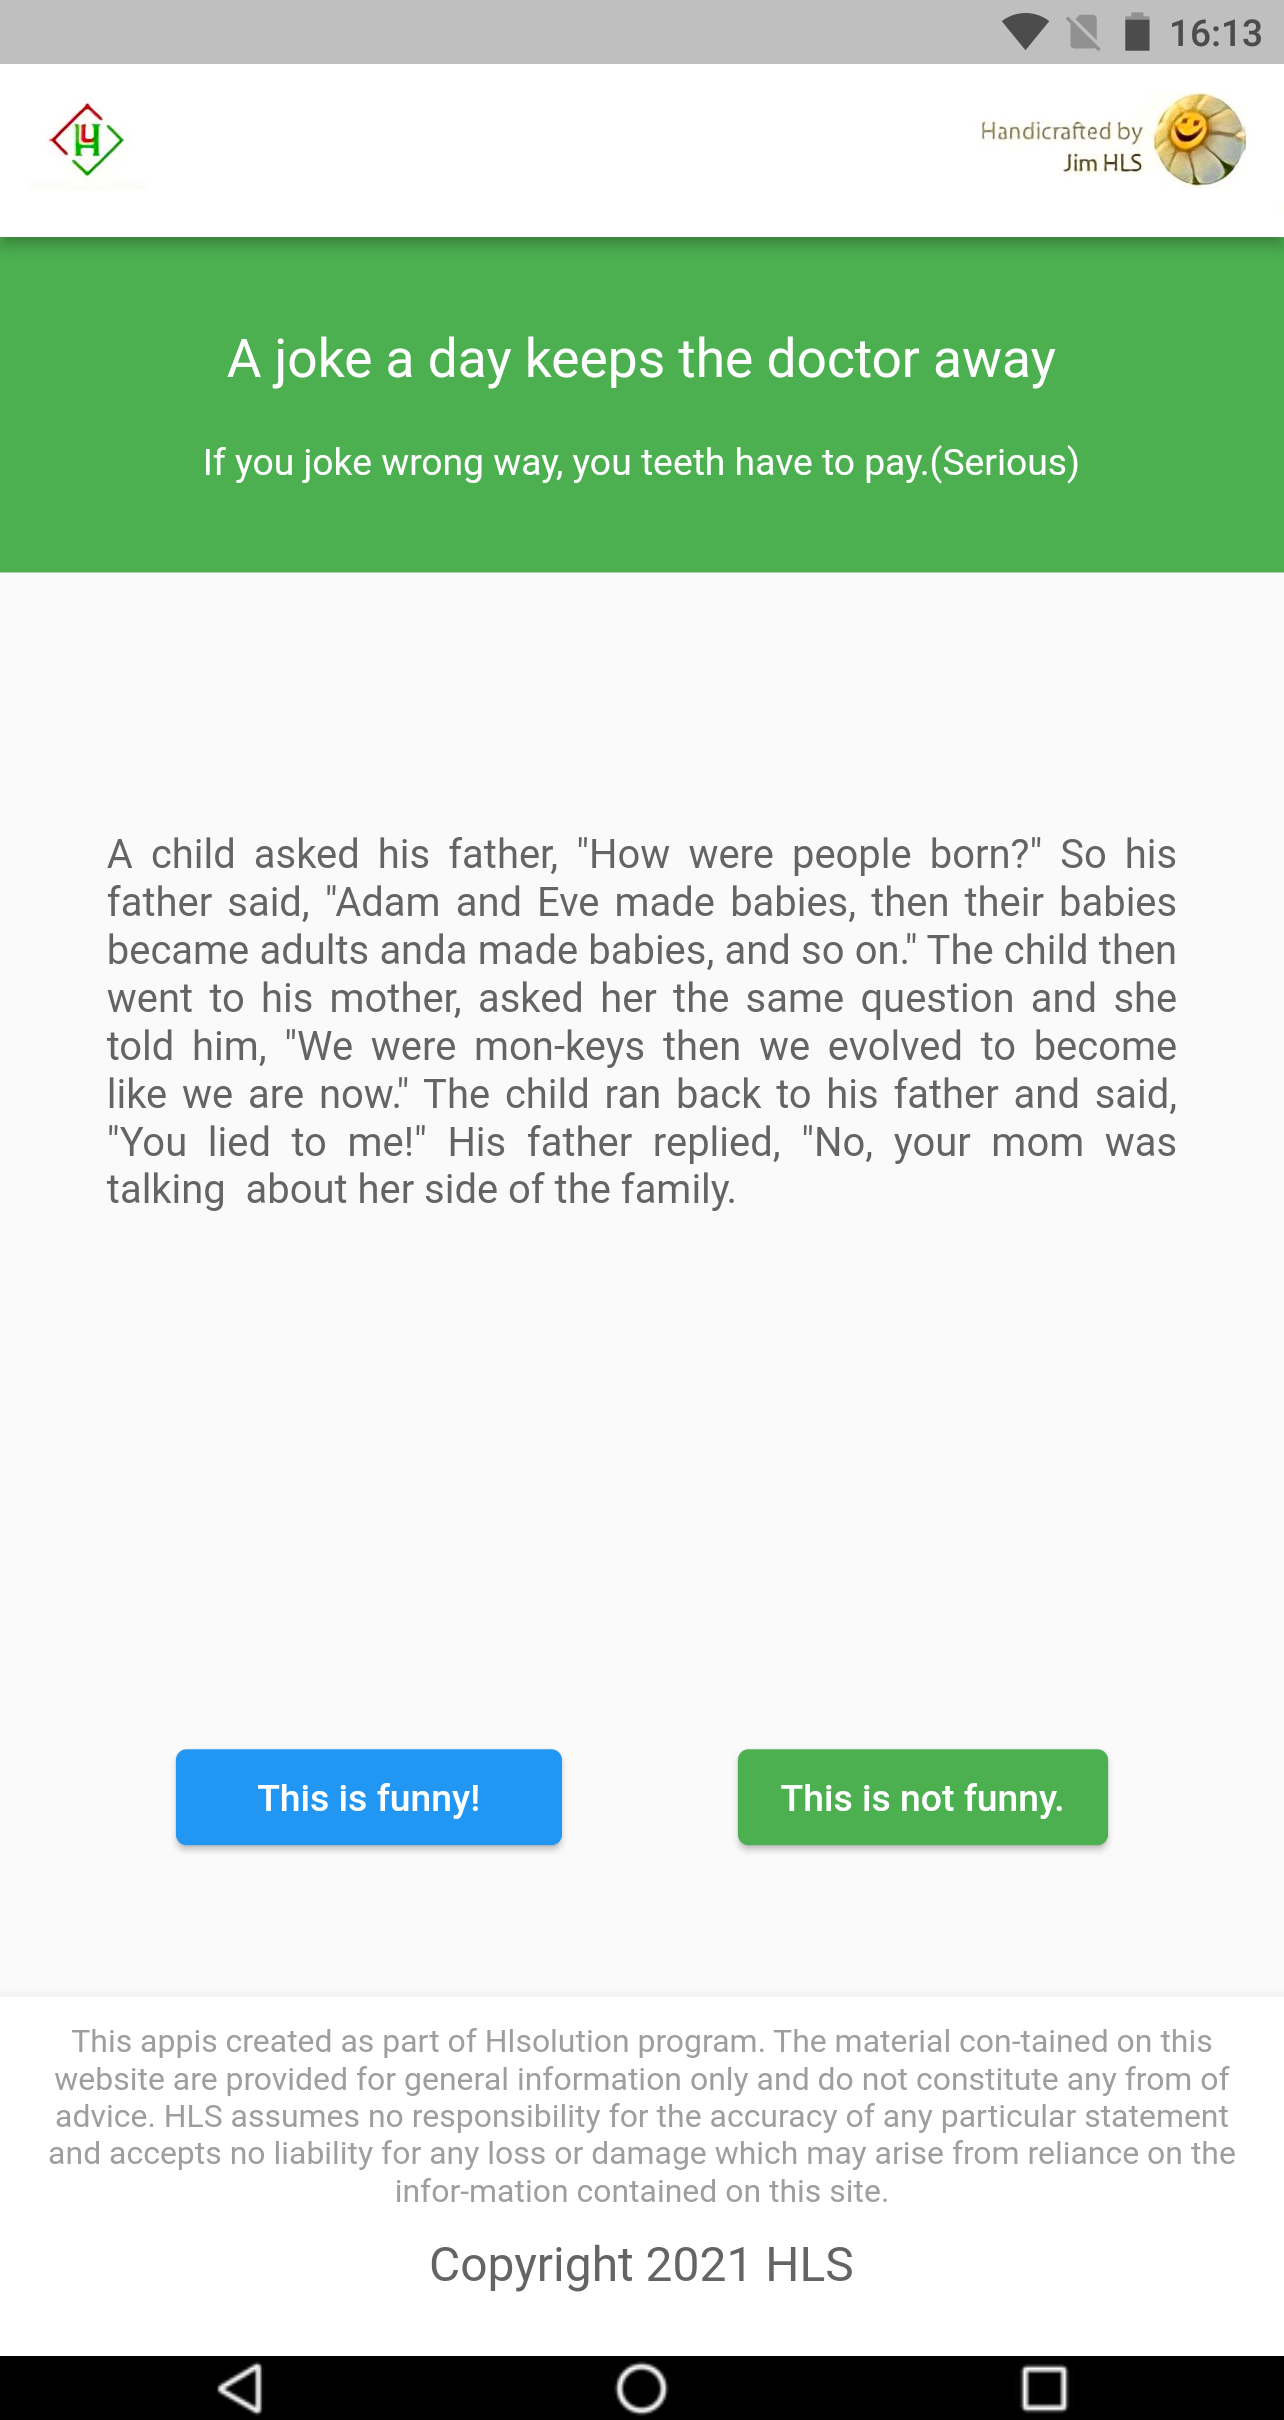 16:13
Handicrafted by
Jim HLS
A joke a day keeps the doctor away
If you joke wrong way, you teeth have to pay.(Serious)
A child asked his father, "How were people born?" So his
father said, "Adam and Eve made babies, then their babies
became adults anda made babies, and so on." The child then
went to his mother, asked her the same question and she
told him, "We were mon-keys then we evolved to become
like we are now." The child ran back to his father and said,
"You lied to me!" His father replied, "No, your mom was
talking  about her side of the family.
This is funny!
This is not funny.
This appis created as part of Hlsolution program. The material con-tained on this
website are provided for general information only and do not constitute any from of
advice. HLS assumes no responsibility for the accuracy of any particular statement
and accepts no liability for any loss or damage which may arise from reliance on the
infor-mation contained on this site.
Copyright 2021 HLS